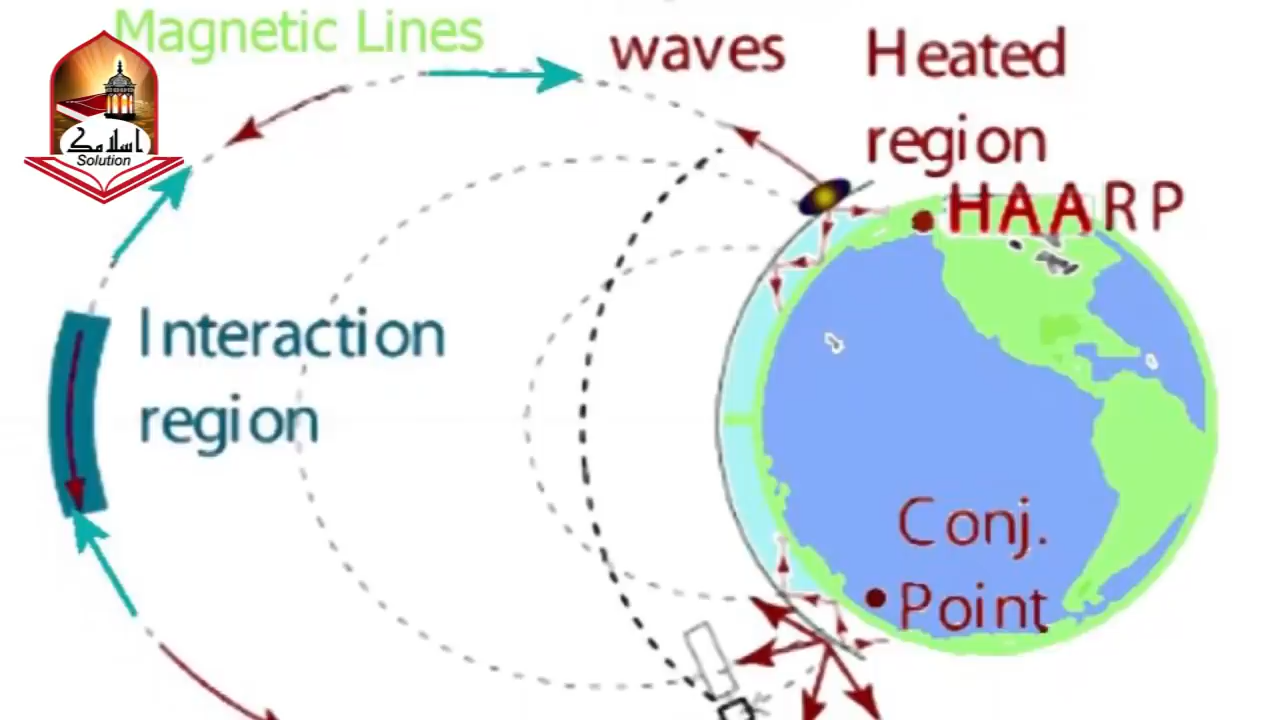 Magnetic Lines
waves
Heated
region
HAARP
Interaction
region
Conj.
Point
اسلامک
Solution